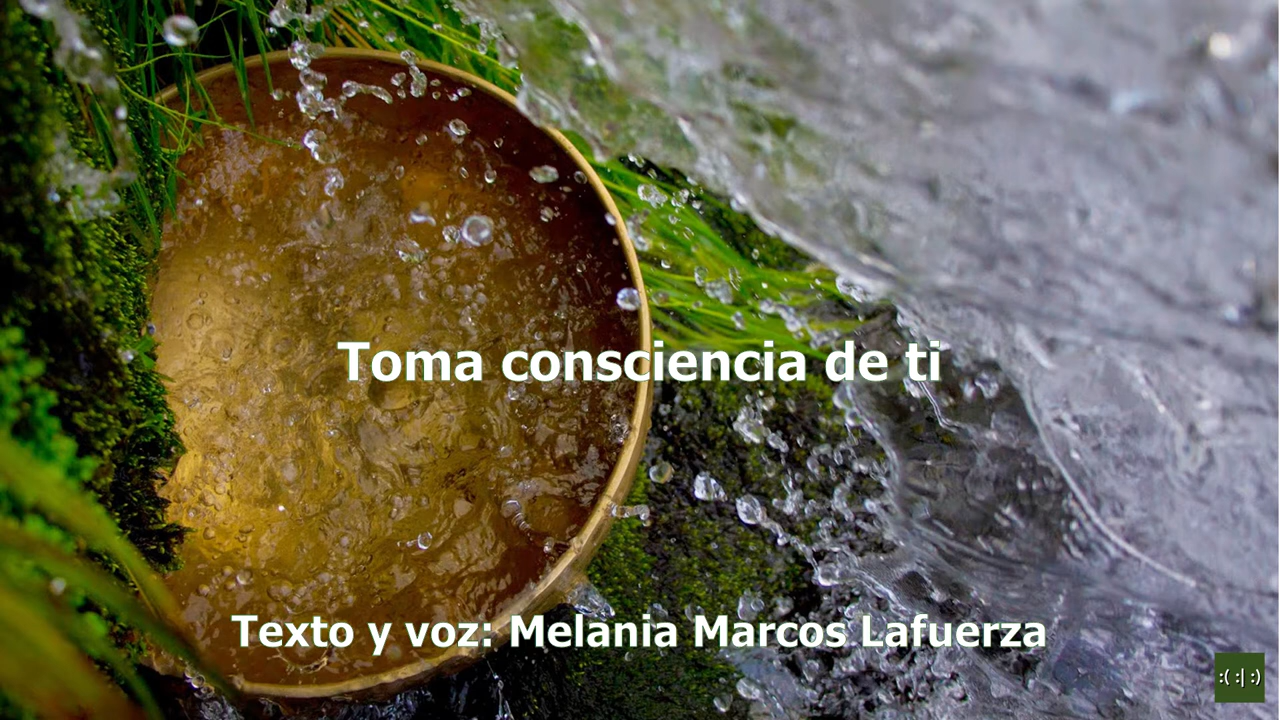 Toma consciencia de ti
Texto y voz: Melania Marcos Lafuerza
:( :| :)